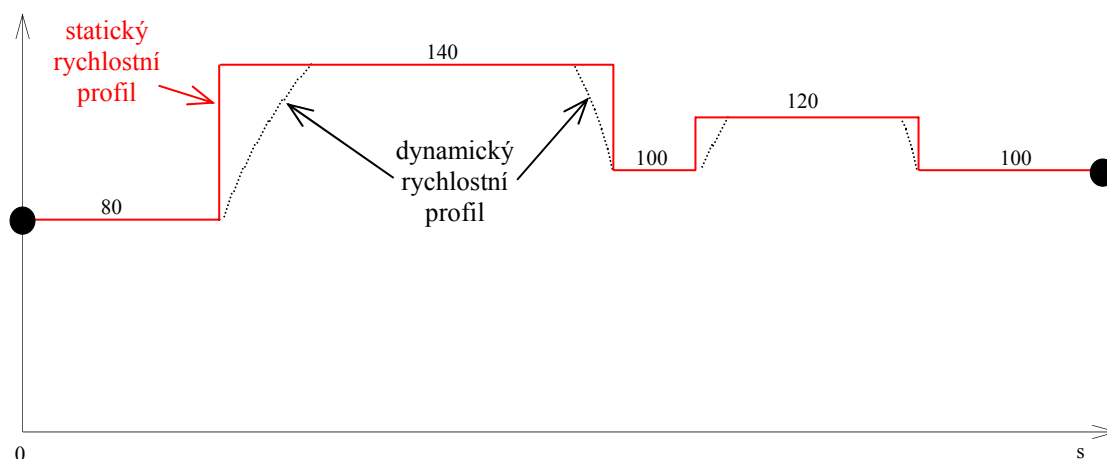 statický
rychlostní
profil
140
120
dynamický
rychlostní
profil
100
100
80
0
s